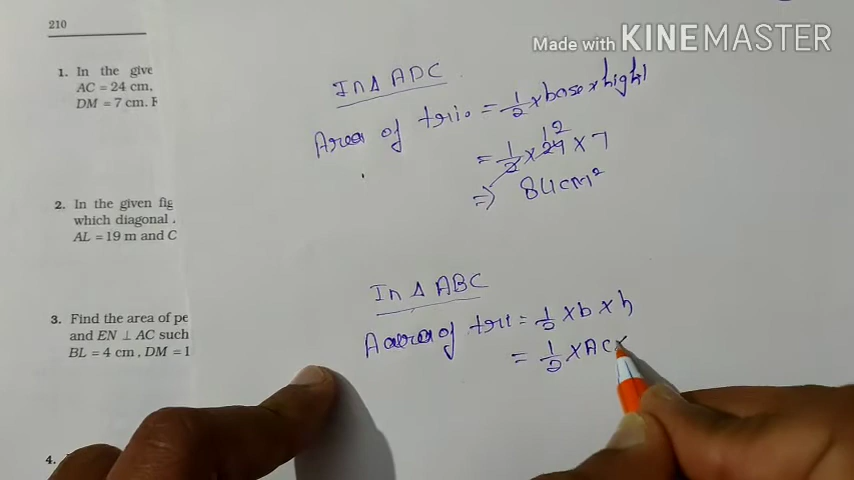 210
Made with KINEMASTER
1. In the give
AC = 24 cm,
DM = 7 cm. F
2. In the given fig
which diagonal .
AL = 19 m and C
3. Find the area of pe
and EN ⊥ AC such
BL = 4 cm, DM = 1
4.
In Δ ADC
Area of tri. = 1/2 × base × hight
= 1/2 × 24 12 × 7
=> 84 cm²
In Δ ABC
Aarea of tri = 1/2 × b × h
= 1/2 × AC ×